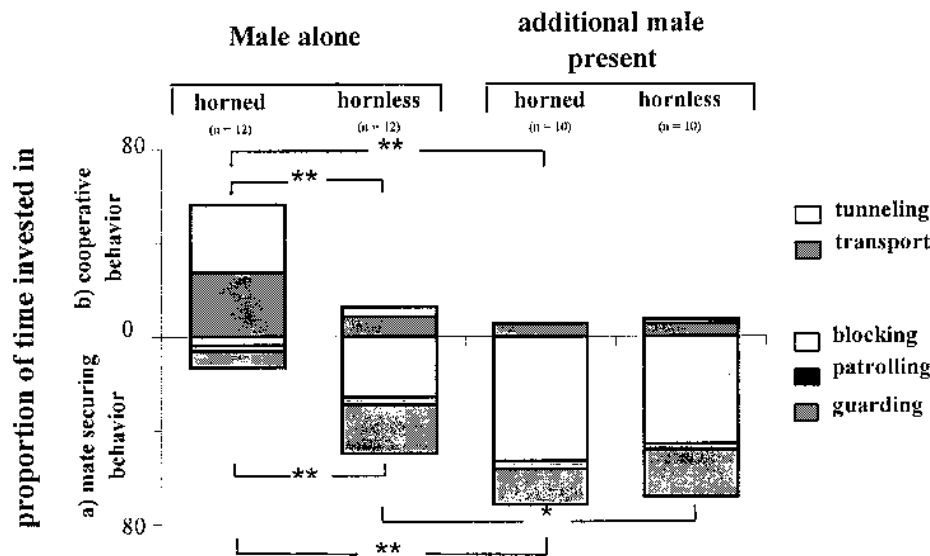 Male alone
additional male
present
horned
hornless
horned
hornless
(n = 12)
(n = 12)
(n = 10)
(n = 10)
**
**
80
0
80
proportion of time invested in
b) cooperative
behavior
a) mate securing
behavior
tunneling
transport
blocking
patrolling
guarding
**
*
**